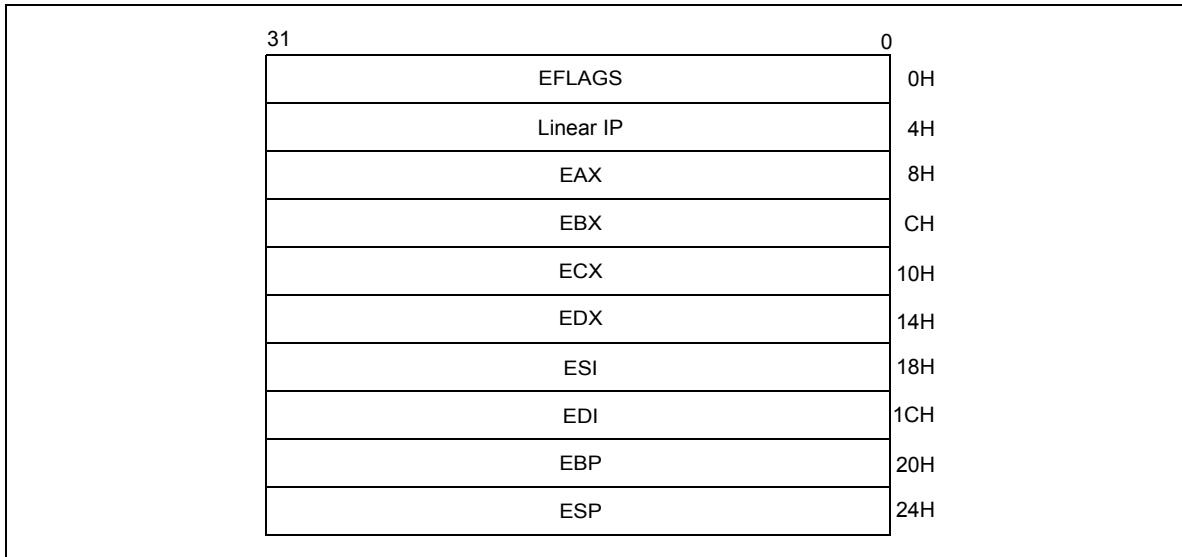 31 0
EFLAGS 0H
Linear IP 4H
EAX 8H
EBX CH
ECX 10H
EDX 14H
ESI 18H
EDI 1CH
EBP 20H
ESP 24H